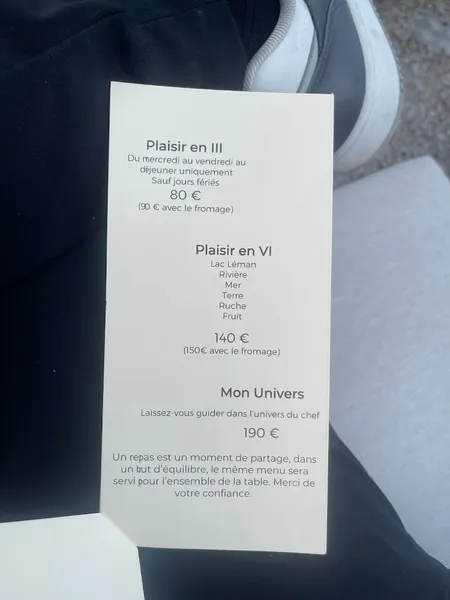 Plaisir en III
Du mercredi au vendredi au
déjeuner uniquement
Sauf jours fériés
80 €
(90 € avec le fromage)
Plaisir en VI
Lac Léman
Rivière
Mer
Terre
Ruche
Fruit
140 €
(150€ avec le fromage)
Mon Univers
Laissez-vous guider dans l'univers du chef
190 €
Un repas est un moment de partage, dans
un but d'équilibre, le même menu sera
servi pour l'ensemble de la table. Merci de
votre confiance.